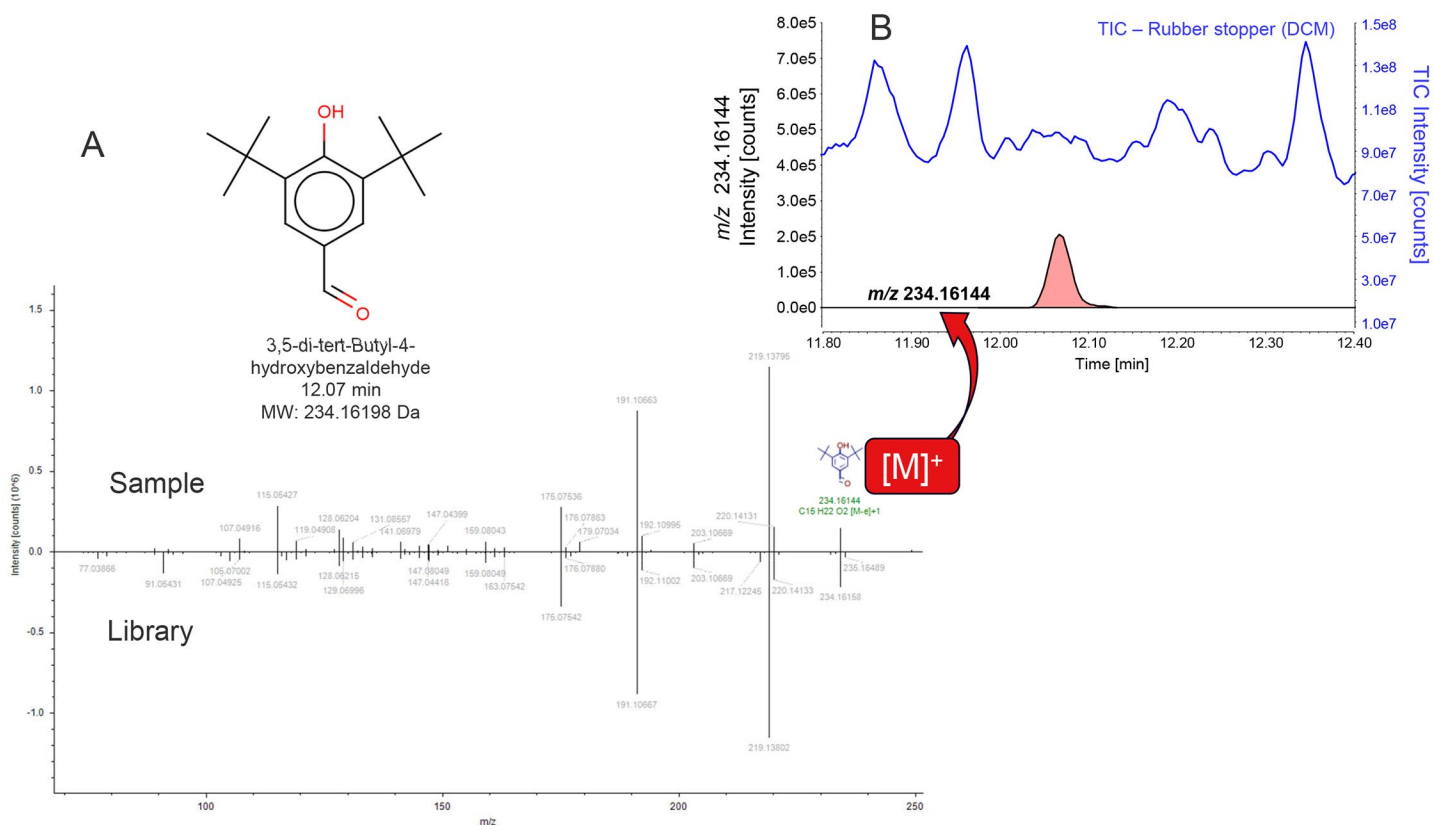 A
OH
O
3,5-di-tert-Butyl-4-
hydroxybenzaldehyde
12.07 min
MW: 234.16198 Da
B
TIC – Rubber stopper (DCM)
8.0e5
7.0e5
6.0e5
5.0e5
4.0e5
3.0e5
2.0e5
1.0e5
0.0e0
m/z 234.16144
Intensity [counts]
1.5e8
1.3e8
1.1e8
9.0e7
7.0e7
5.0e7
3.0e7
1.0e7
TIC Intensity [counts]
m/z 234.16144
11.80 11.90 12.00 12.10 12.20 12.30 12.40
Time [min]
[M]+
OH
O
234.16144
C15 H22 O2 [M-e]+1
Sample
Library
Intensity [counts] (10^6)
1.5
1.0
0.5
0.0
-0.5
-1.0
219.13795
191.10663
115.05427
175.07536
107.04916
119.04908
128.06204
131.08557
141.06979
147.04399
159.08043
176.07863
179.07034
192.10995
203.10669
220.14131
77.03866
91.05431
105.07002
107.04925
115.05432
128.06215
129.06996
147.08049
147.04416
159.08049
163.07542
176.07880
175.07542
192.11002
203.10669
217.12245
220.14133
235.16489
234.16158
191.10667
219.13802
100 150 200 250
m/z